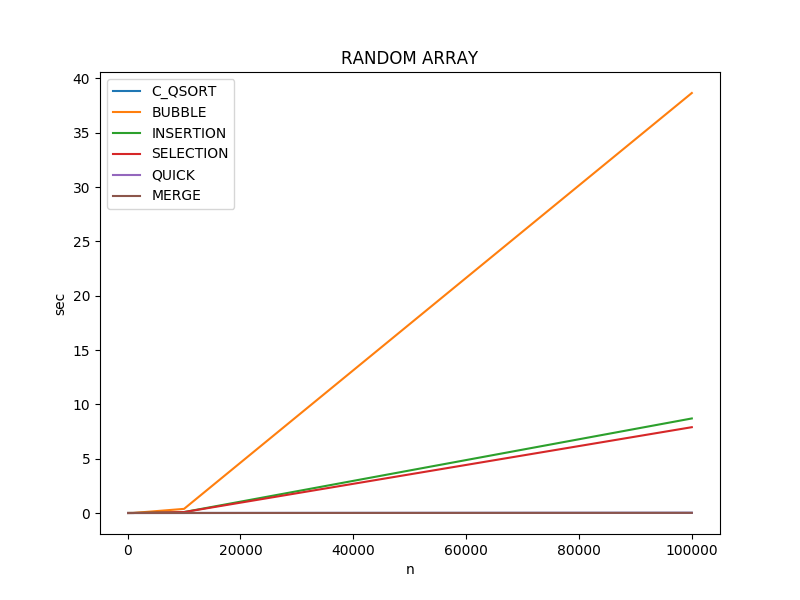 RANDOM ARRAY
C_QSORT
BUBBLE
INSERTION
SELECTION
QUICK
MERGE
40
35
30
25
20
15
10
5
0
sec
0 20000 40000 60000 80000 100000
n